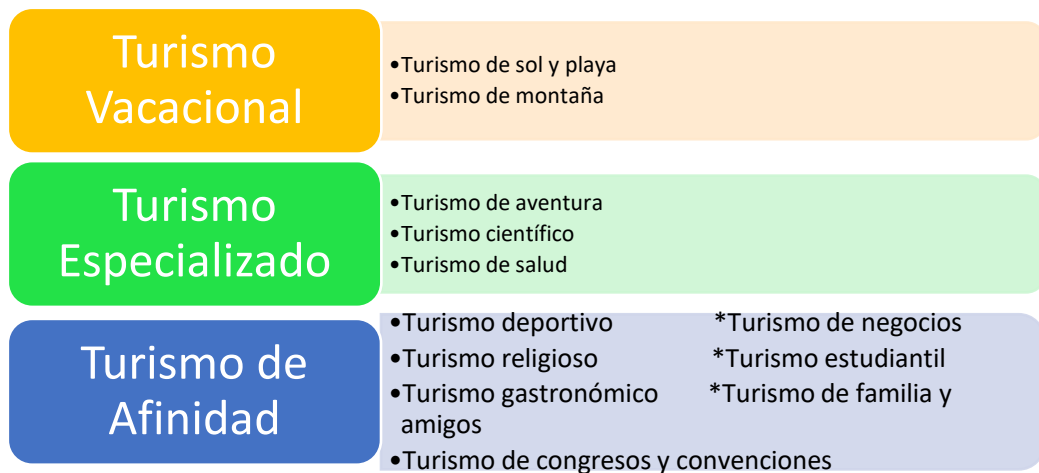 Turismo
Vacacional
•Turismo de sol y playa
•Turismo de montaña
Turismo
Especializado
•Turismo de aventura
•Turismo científico
•Turismo de salud
Turismo de
Afinidad
•Turismo deportivo *Turismo de negocios
•Turismo religioso *Turismo estudiantil
•Turismo gastronómico *Turismo de familia y
amigos
•Turismo de congresos y convenciones